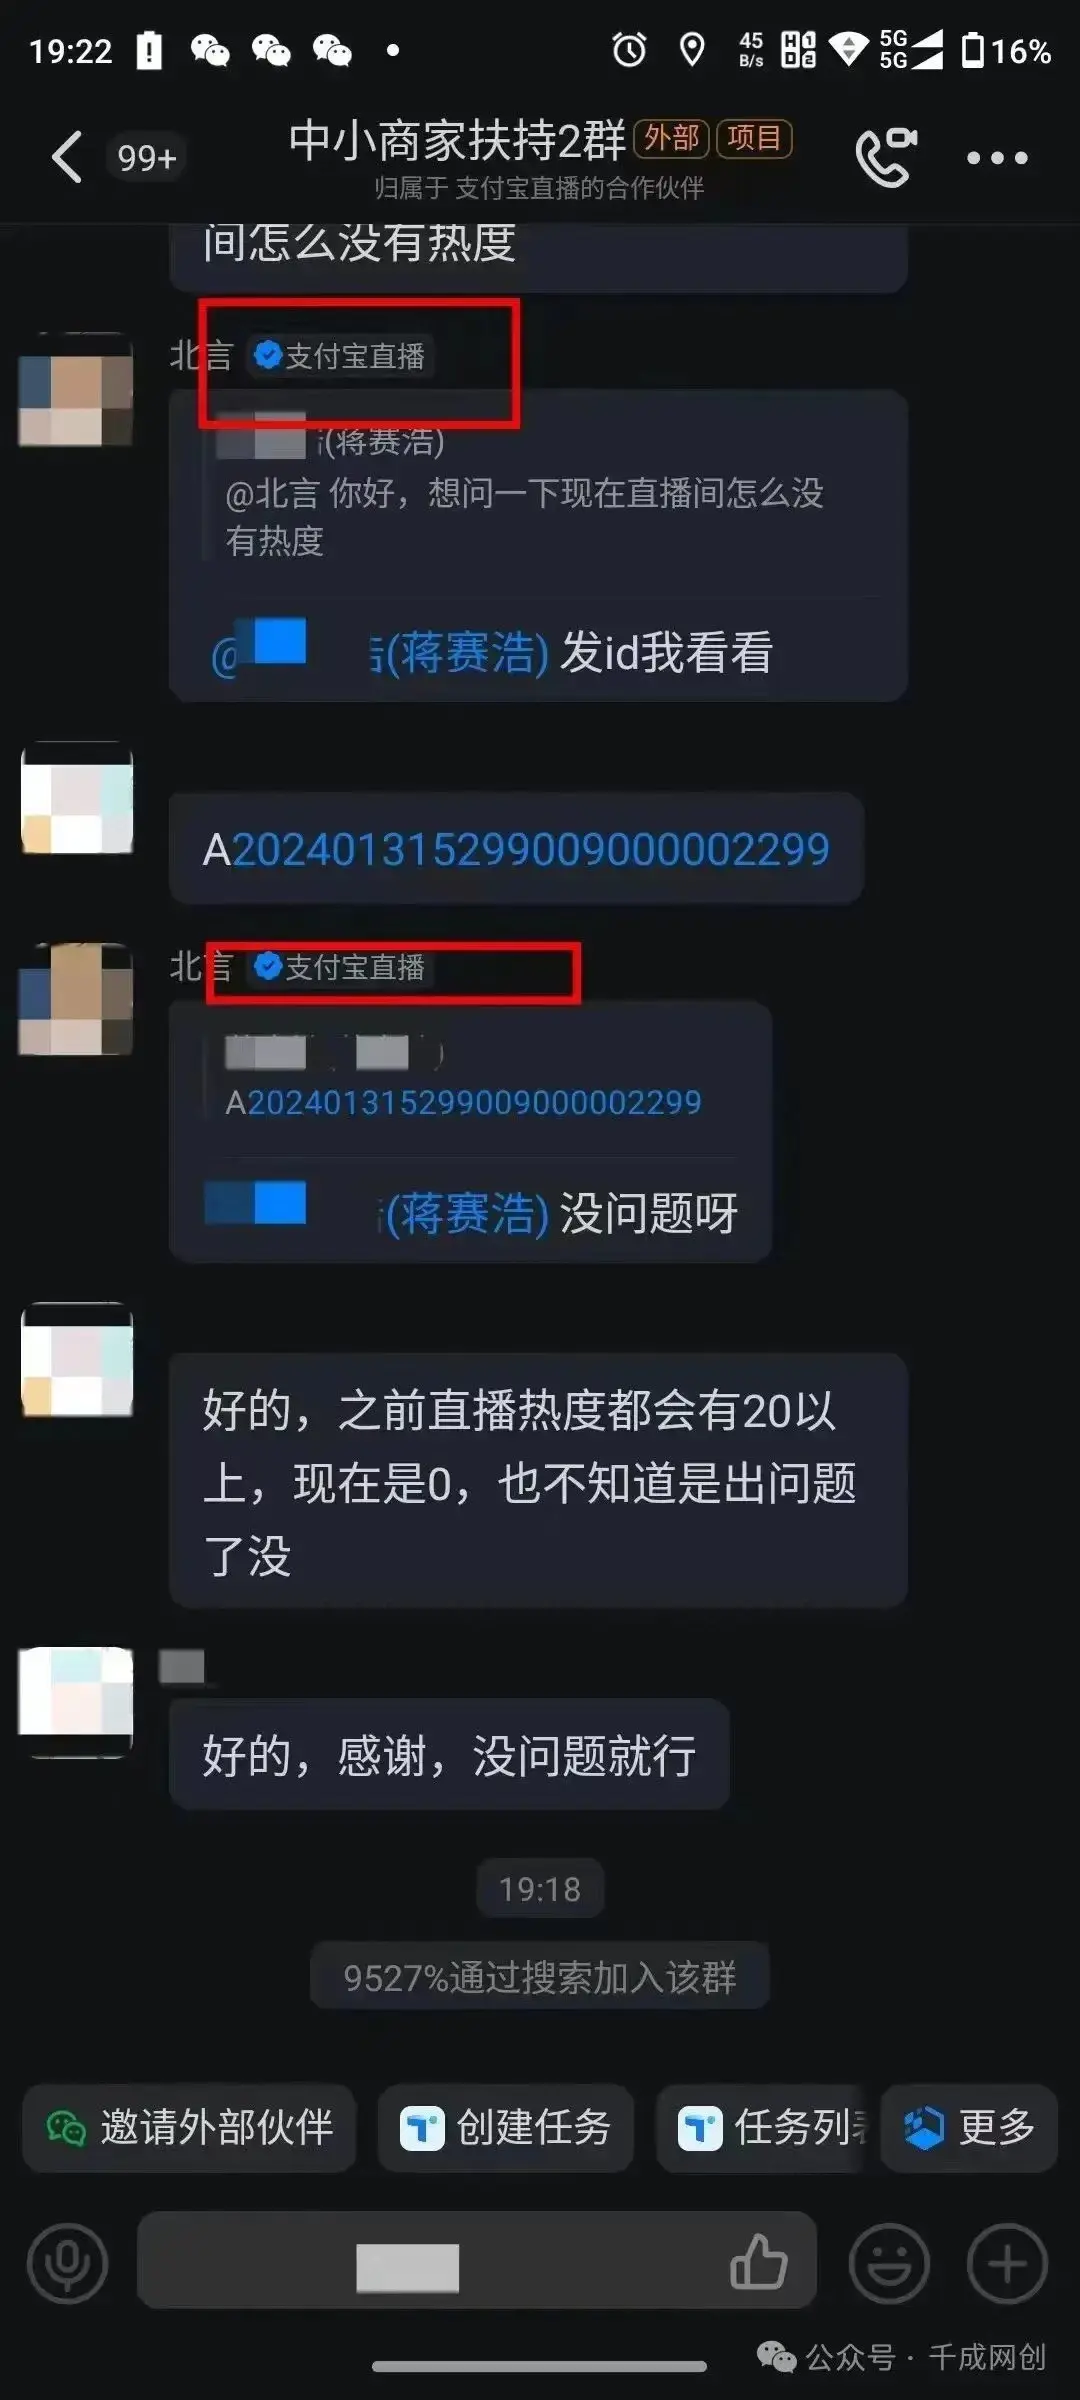 19:22
45 B/s
HD 1 2
5G
5G
16%
99+
中小商家扶持2群 外部 项目
归属于 支付宝直播的合作伙伴
间怎么没有热度
北言 支付宝直播
(蒋赛浩)
@北言 你好，想问一下现在直播间怎么没
有热度
@ (蒋赛浩) 发id我看看
A2024013152990090000002299
北言 支付宝直播
A2024013152990090000002299
(蒋赛浩) 没问题呀
好的，之前直播热度都会有20以
上，现在是0，也不知道是出问题
了没
好的，感谢，没问题就行
19:18
9527%通过搜索加入该群
邀请外部伙伴 创建任务 任务列 更多
公众号 · 千成网创